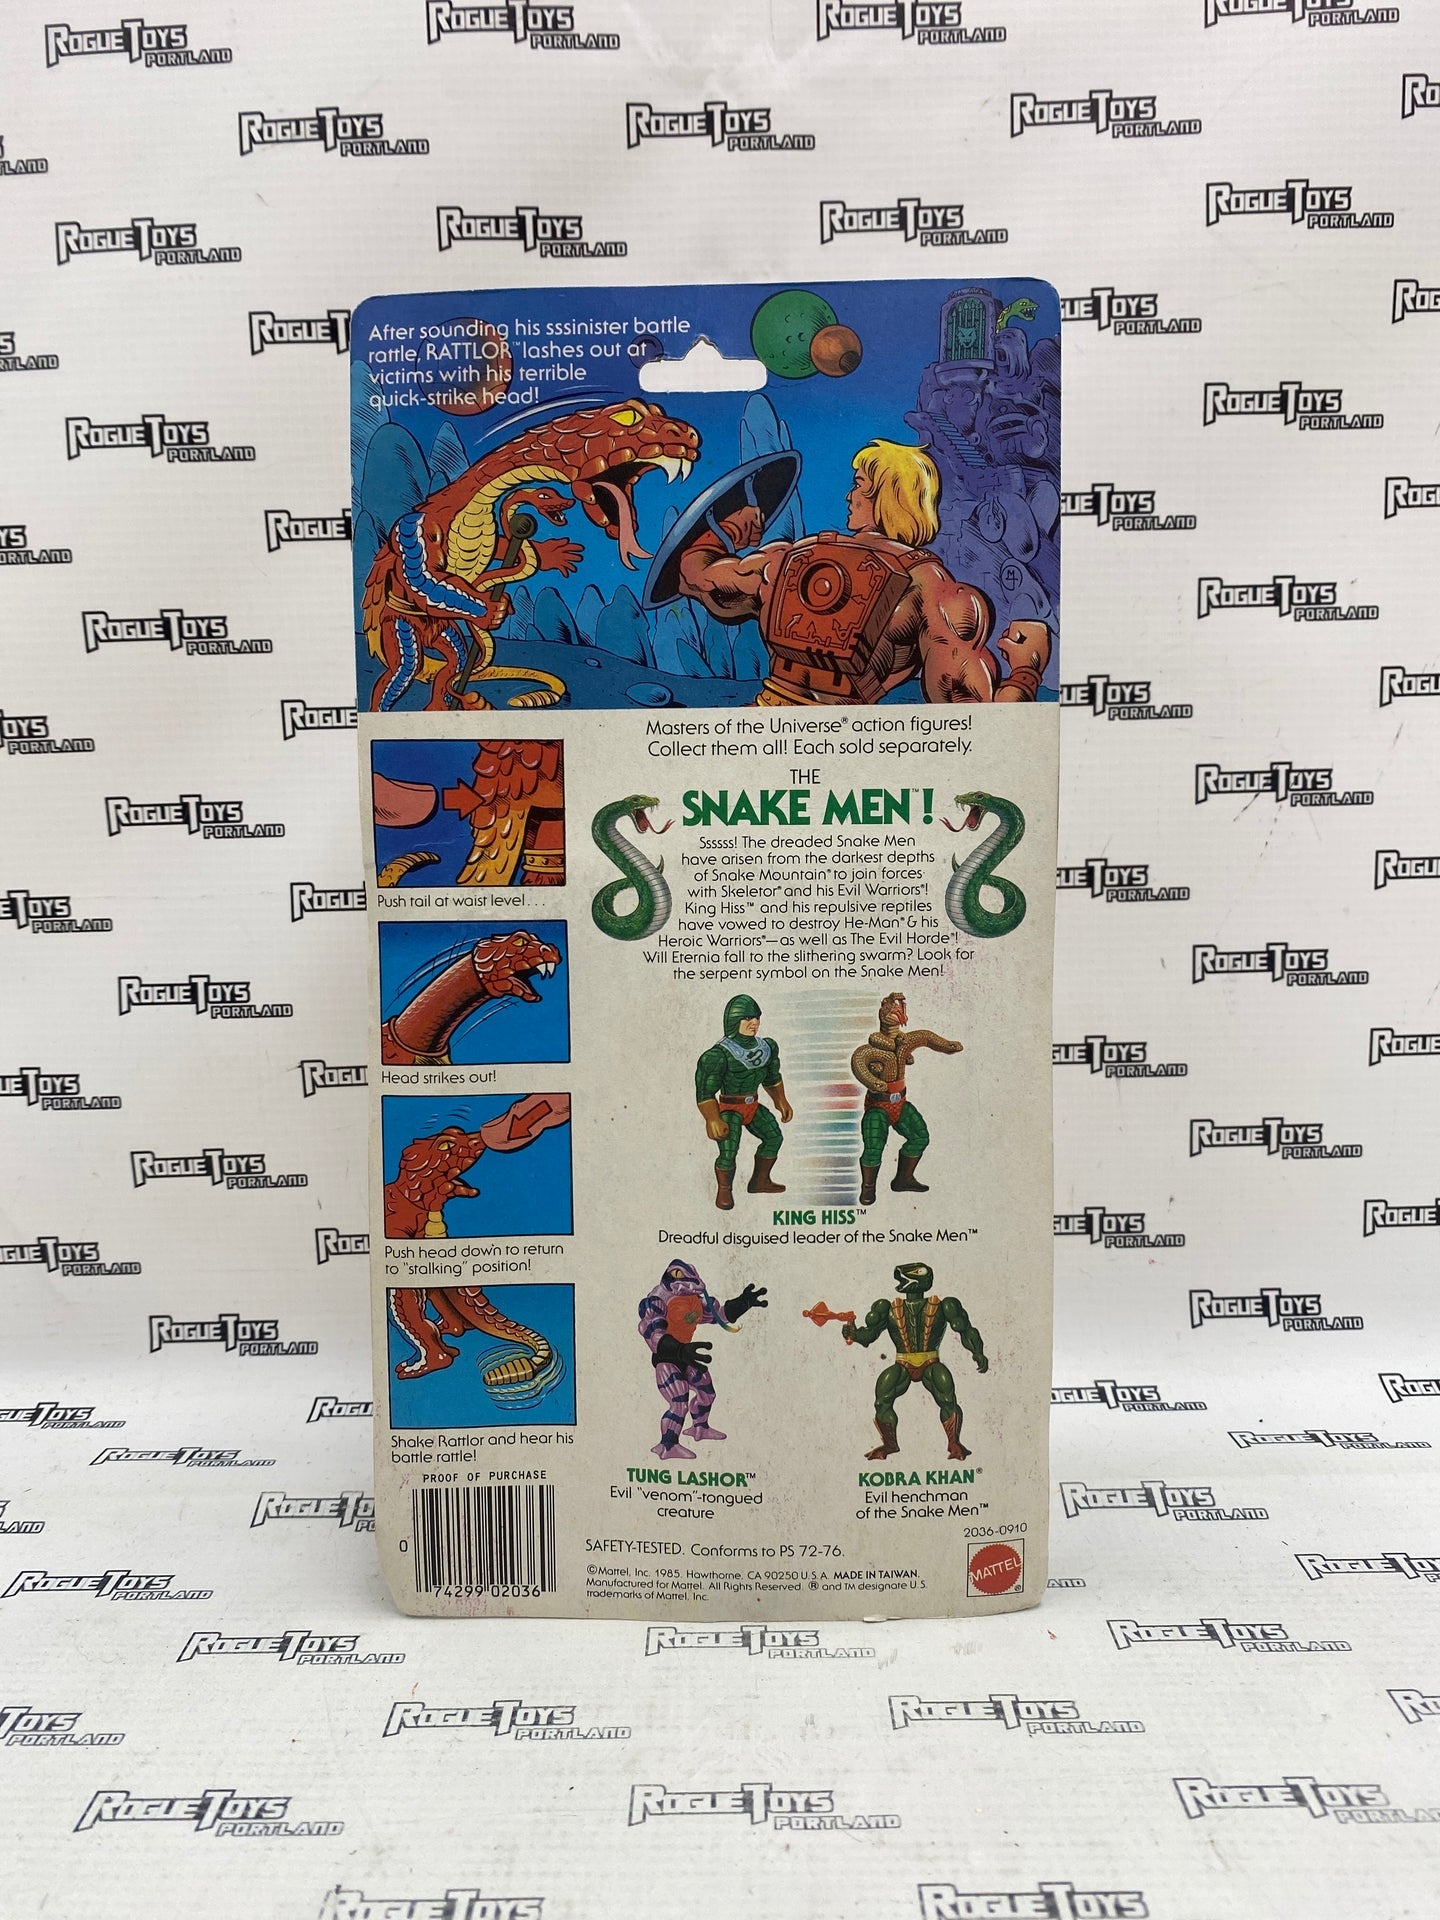 After sounding his sssinister battle
rattle, RATTLOR™ lashes out at
victims with his terrible
quick-strike head!
Masters of the Universe® action figures!
Collect them all! Each sold separately.
THE
SNAKE MEN™!
Sssss! The dreaded Snake Men
have arisen from the darkest depths
of Snake Mountain® to join forces
with Skeletor® and his Evil Warriors®!
King Hiss™ and his repulsive reptiles
have vowed to destroy He-Man® & his
Heroic Warriors®—as well as The Evil Horde®!
Will Eternia fall to the slithering swarm? Look for
the serpent symbol on the Snake Men!
Push tail at waist level...
Head strikes out!
Push head down to return
to "stalking" position!
Shake Rattlor and hear his
battle rattle!
KING HISS™
Dreadful disguised leader of the Snake Men™
TUNG LASHOR™
Evil "venom"-tongued
creature
KOBRA KHAN®
Evil henchman
of the Snake Men™
PROOF OF PURCHASE
0 74299 02036
2036-0910
SAFETY-TESTED. Conforms to PS 72-76.
©Mattel, Inc. 1985. Hawthorne, CA 90250 U.S.A. MADE IN TAIWAN.
Manufactured for Mattel. All Rights Reserved. ® and TM designate U.S.
trademarks of Mattel, Inc.
MATTEL®
ROGUE TOYS
PORTLAND